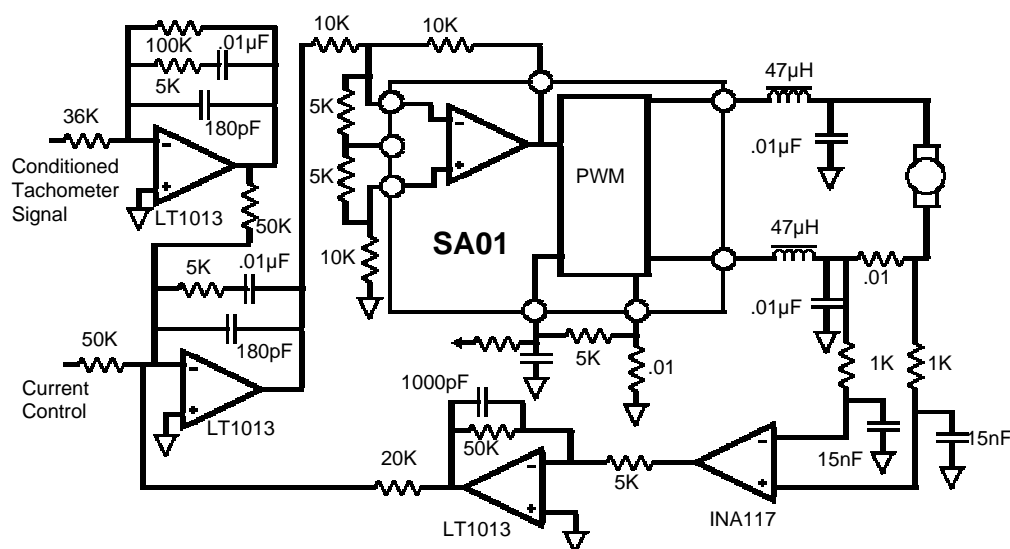 10K
10K
100K
.01µF
5K
180pF
36K
Conditioned
Tachometer
Signal
−
+
LT1013
50K
5K
5K
10K
−
+
SA01
PWM
47µH
.01µF
47µH
.01
.01µF
5K
.01µF
180pF
50K
Current
Control
−
+
LT1013
5K
.01
1K
1K
1000pF
50K
20K
−
+
LT1013
5K
−
+
INA117
15nF
15nF